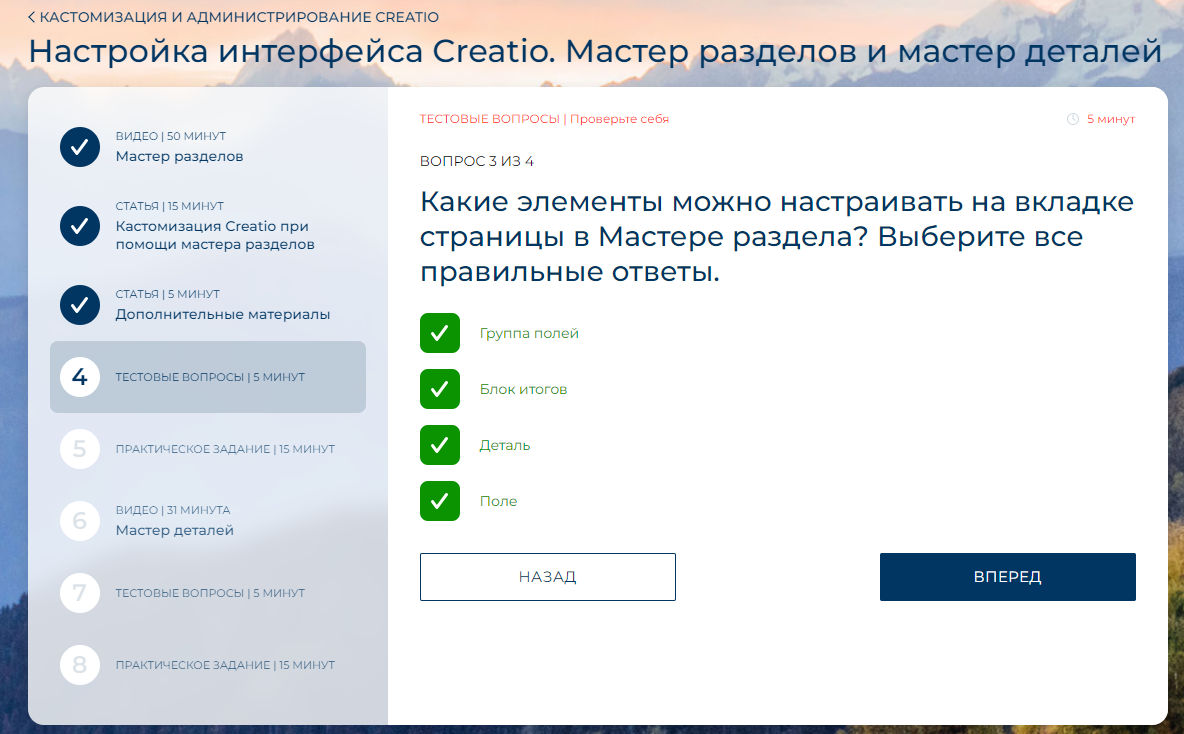 КАСТОМИЗАЦИЯ И АДМИНИСТРИРОВАНИЕ CREATIO
Настройка интерфейса Creatio. Мастер разделов и мастер деталей
ВИДЕО | 50 МИНУТ
Мастер разделов
СТАТЬЯ | 15 МИНУТ
Кастомизация Creatio при
помощи мастера разделов
СТАТЬЯ | 5 МИНУТ
Дополнительные материалы
4
ТЕСТОВЫЕ ВОПРОСЫ | 5 МИНУТ
5
ПРАКТИЧЕСКОЕ ЗАДАНИЕ | 15 МИНУТ
6
ВИДЕО | 31 МИНУТА
Мастер деталей
7
ТЕСТОВЫЕ ВОПРОСЫ | 5 МИНУТ
8
ПРАКТИЧЕСКОЕ ЗАДАНИЕ | 15 МИНУТ
ТЕСТОВЫЕ ВОПРОСЫ | Проверьте себя
5 минут
ВОПРОС 3 ИЗ 4
Какие элементы можно настраивать на вкладке
страницы в Мастере раздела? Выберите все
правильные ответы.
Группа полей
Блок итогов
Деталь
Поле
НАЗАД
ВПЕРЕД